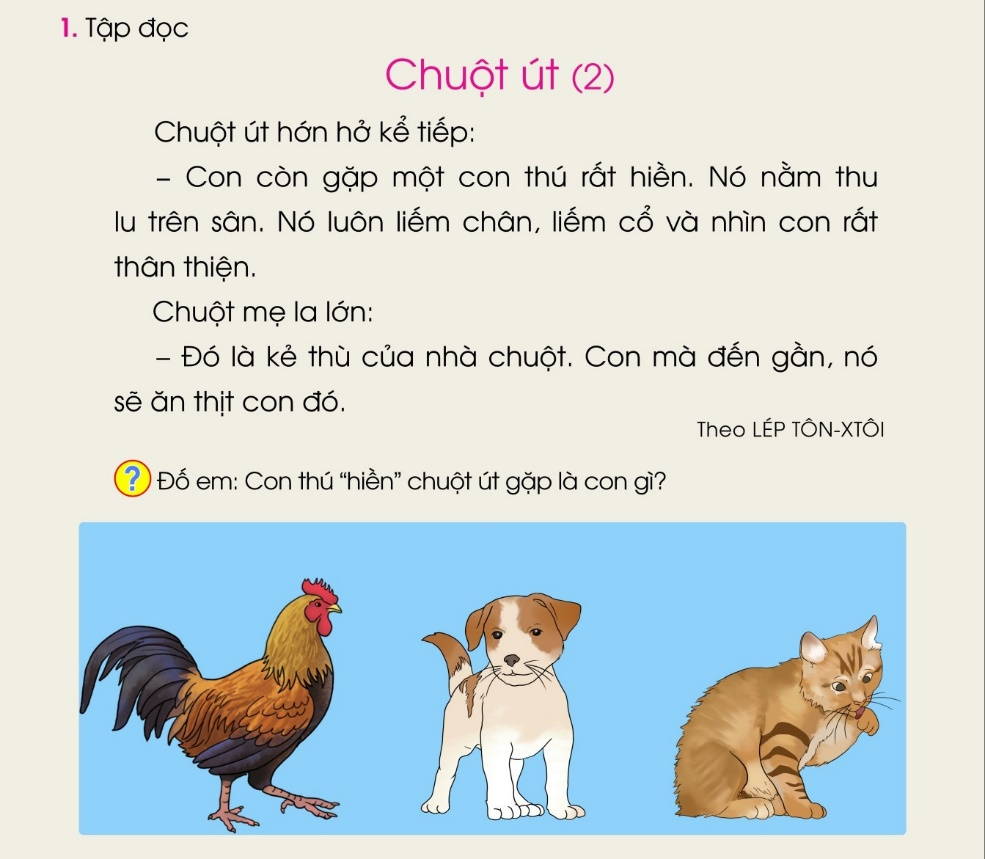 1. Tập đọc
Chuột út (2)
Chuột út hớn hở kể tiếp:
– Con còn gặp một con thú rất hiền. Nó nằm thu
lu trên sân. Nó luôn liếm chân, liếm cổ và nhìn con rất
thân thiện.
Chuột mẹ la lớn:
– Đó là kẻ thù của nhà chuột. Con mà đến gần, nó
sẽ ăn thịt con đó.
Theo LÉP TÔN-XTÔI
? Đố em: Con thú “hiền” chuột út gặp là con gì?